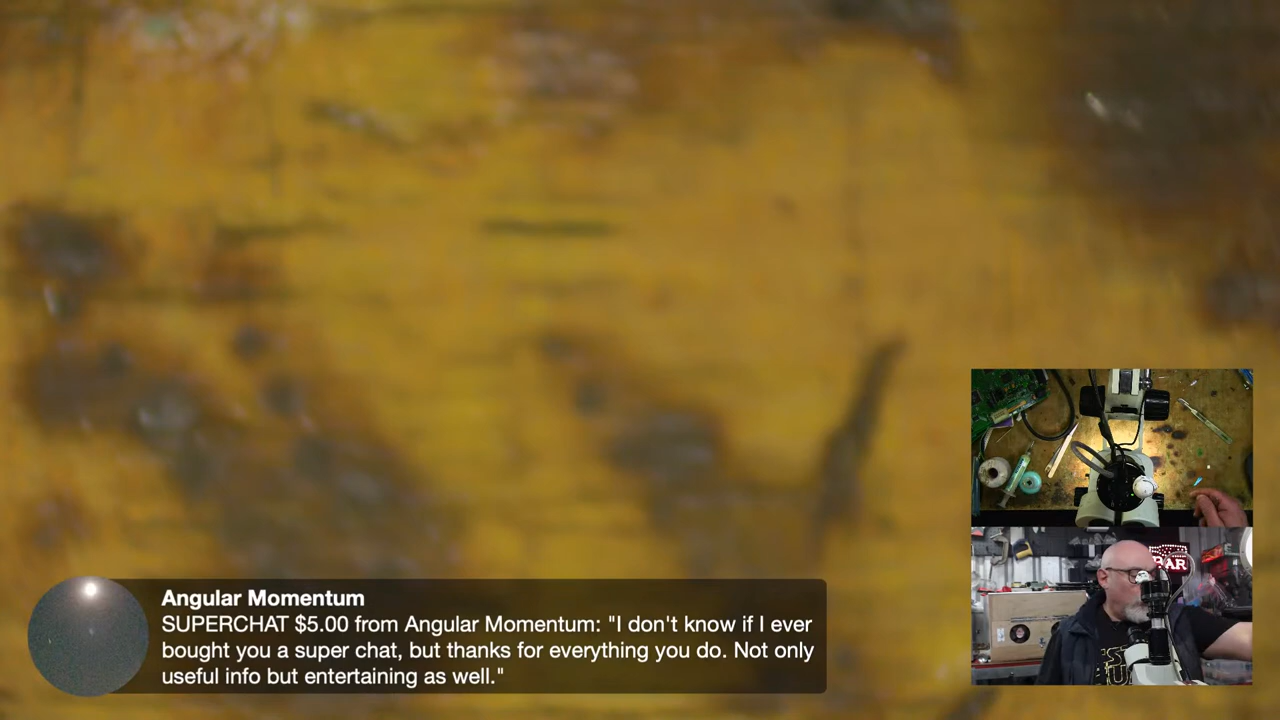 Angular Momentum
SUPERCHAT $5.00 from Angular Momentum: "I don't know if I ever
bought you a super chat, but thanks for everything you do. Not only
useful info but entertaining as well."
BAR